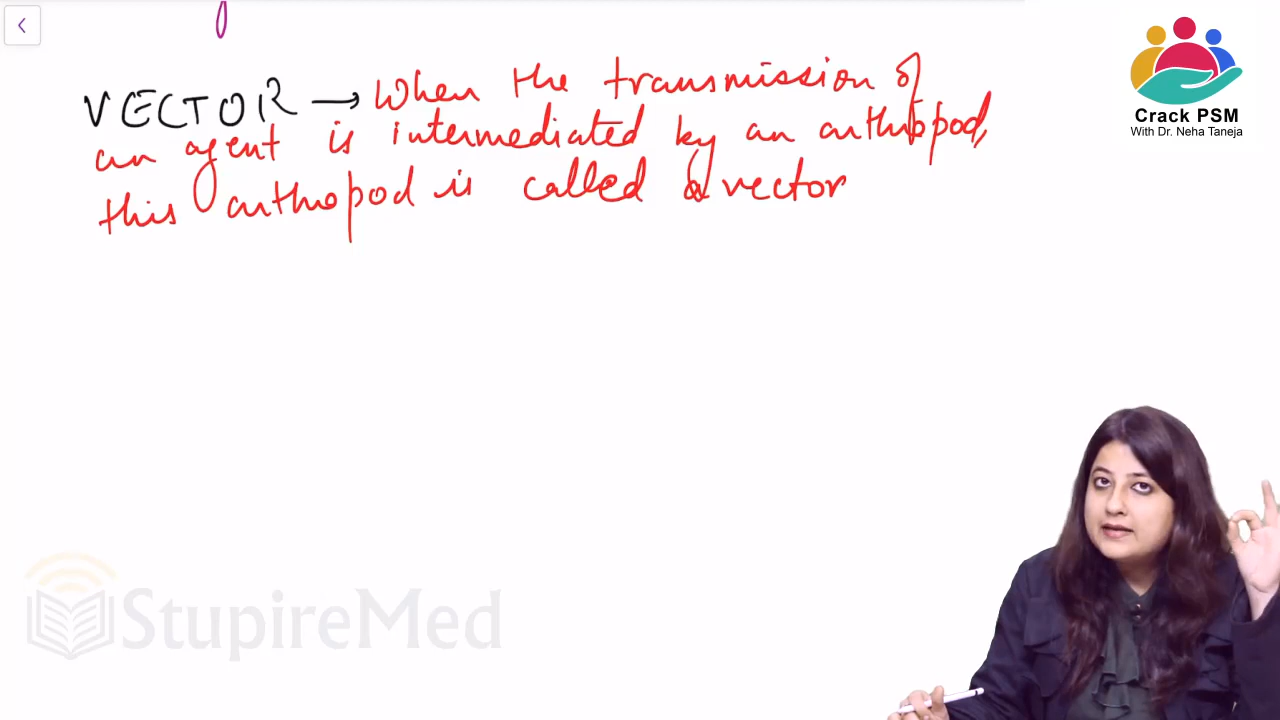 VECTOR → When the transmission of
an agent is intermediated by an arthropod,
this arthropod is called a vector
Crack PSM
With Dr. Neha Taneja
StupireMed